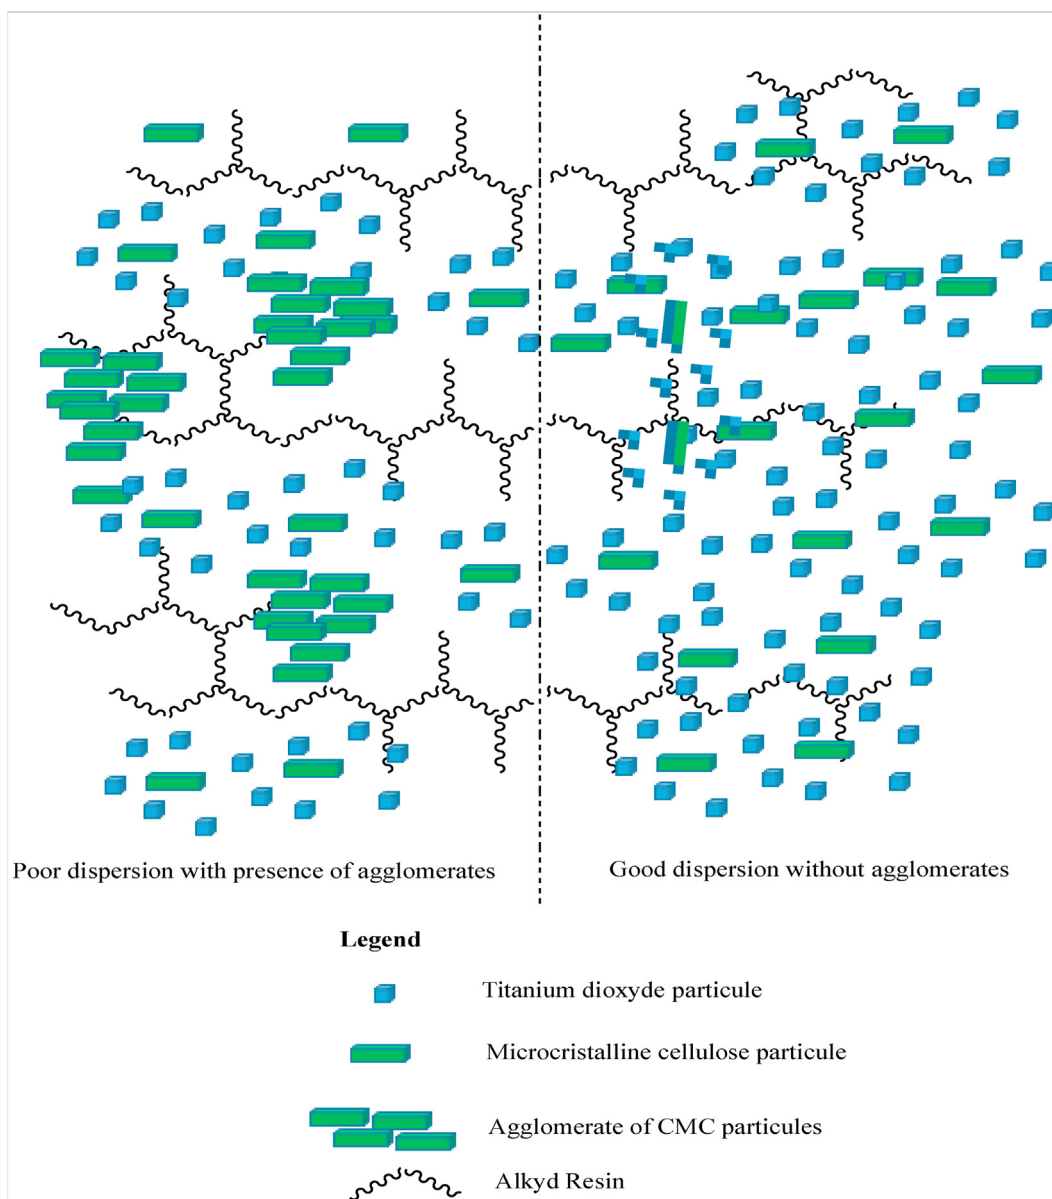 Poor dispersion with presence of agglomerates
Good dispersion without agglomerates
Legend
Titanium dioxyde particule
Microcristalline cellulose particule
Agglomerate of CMC particules
Alkyd Resin